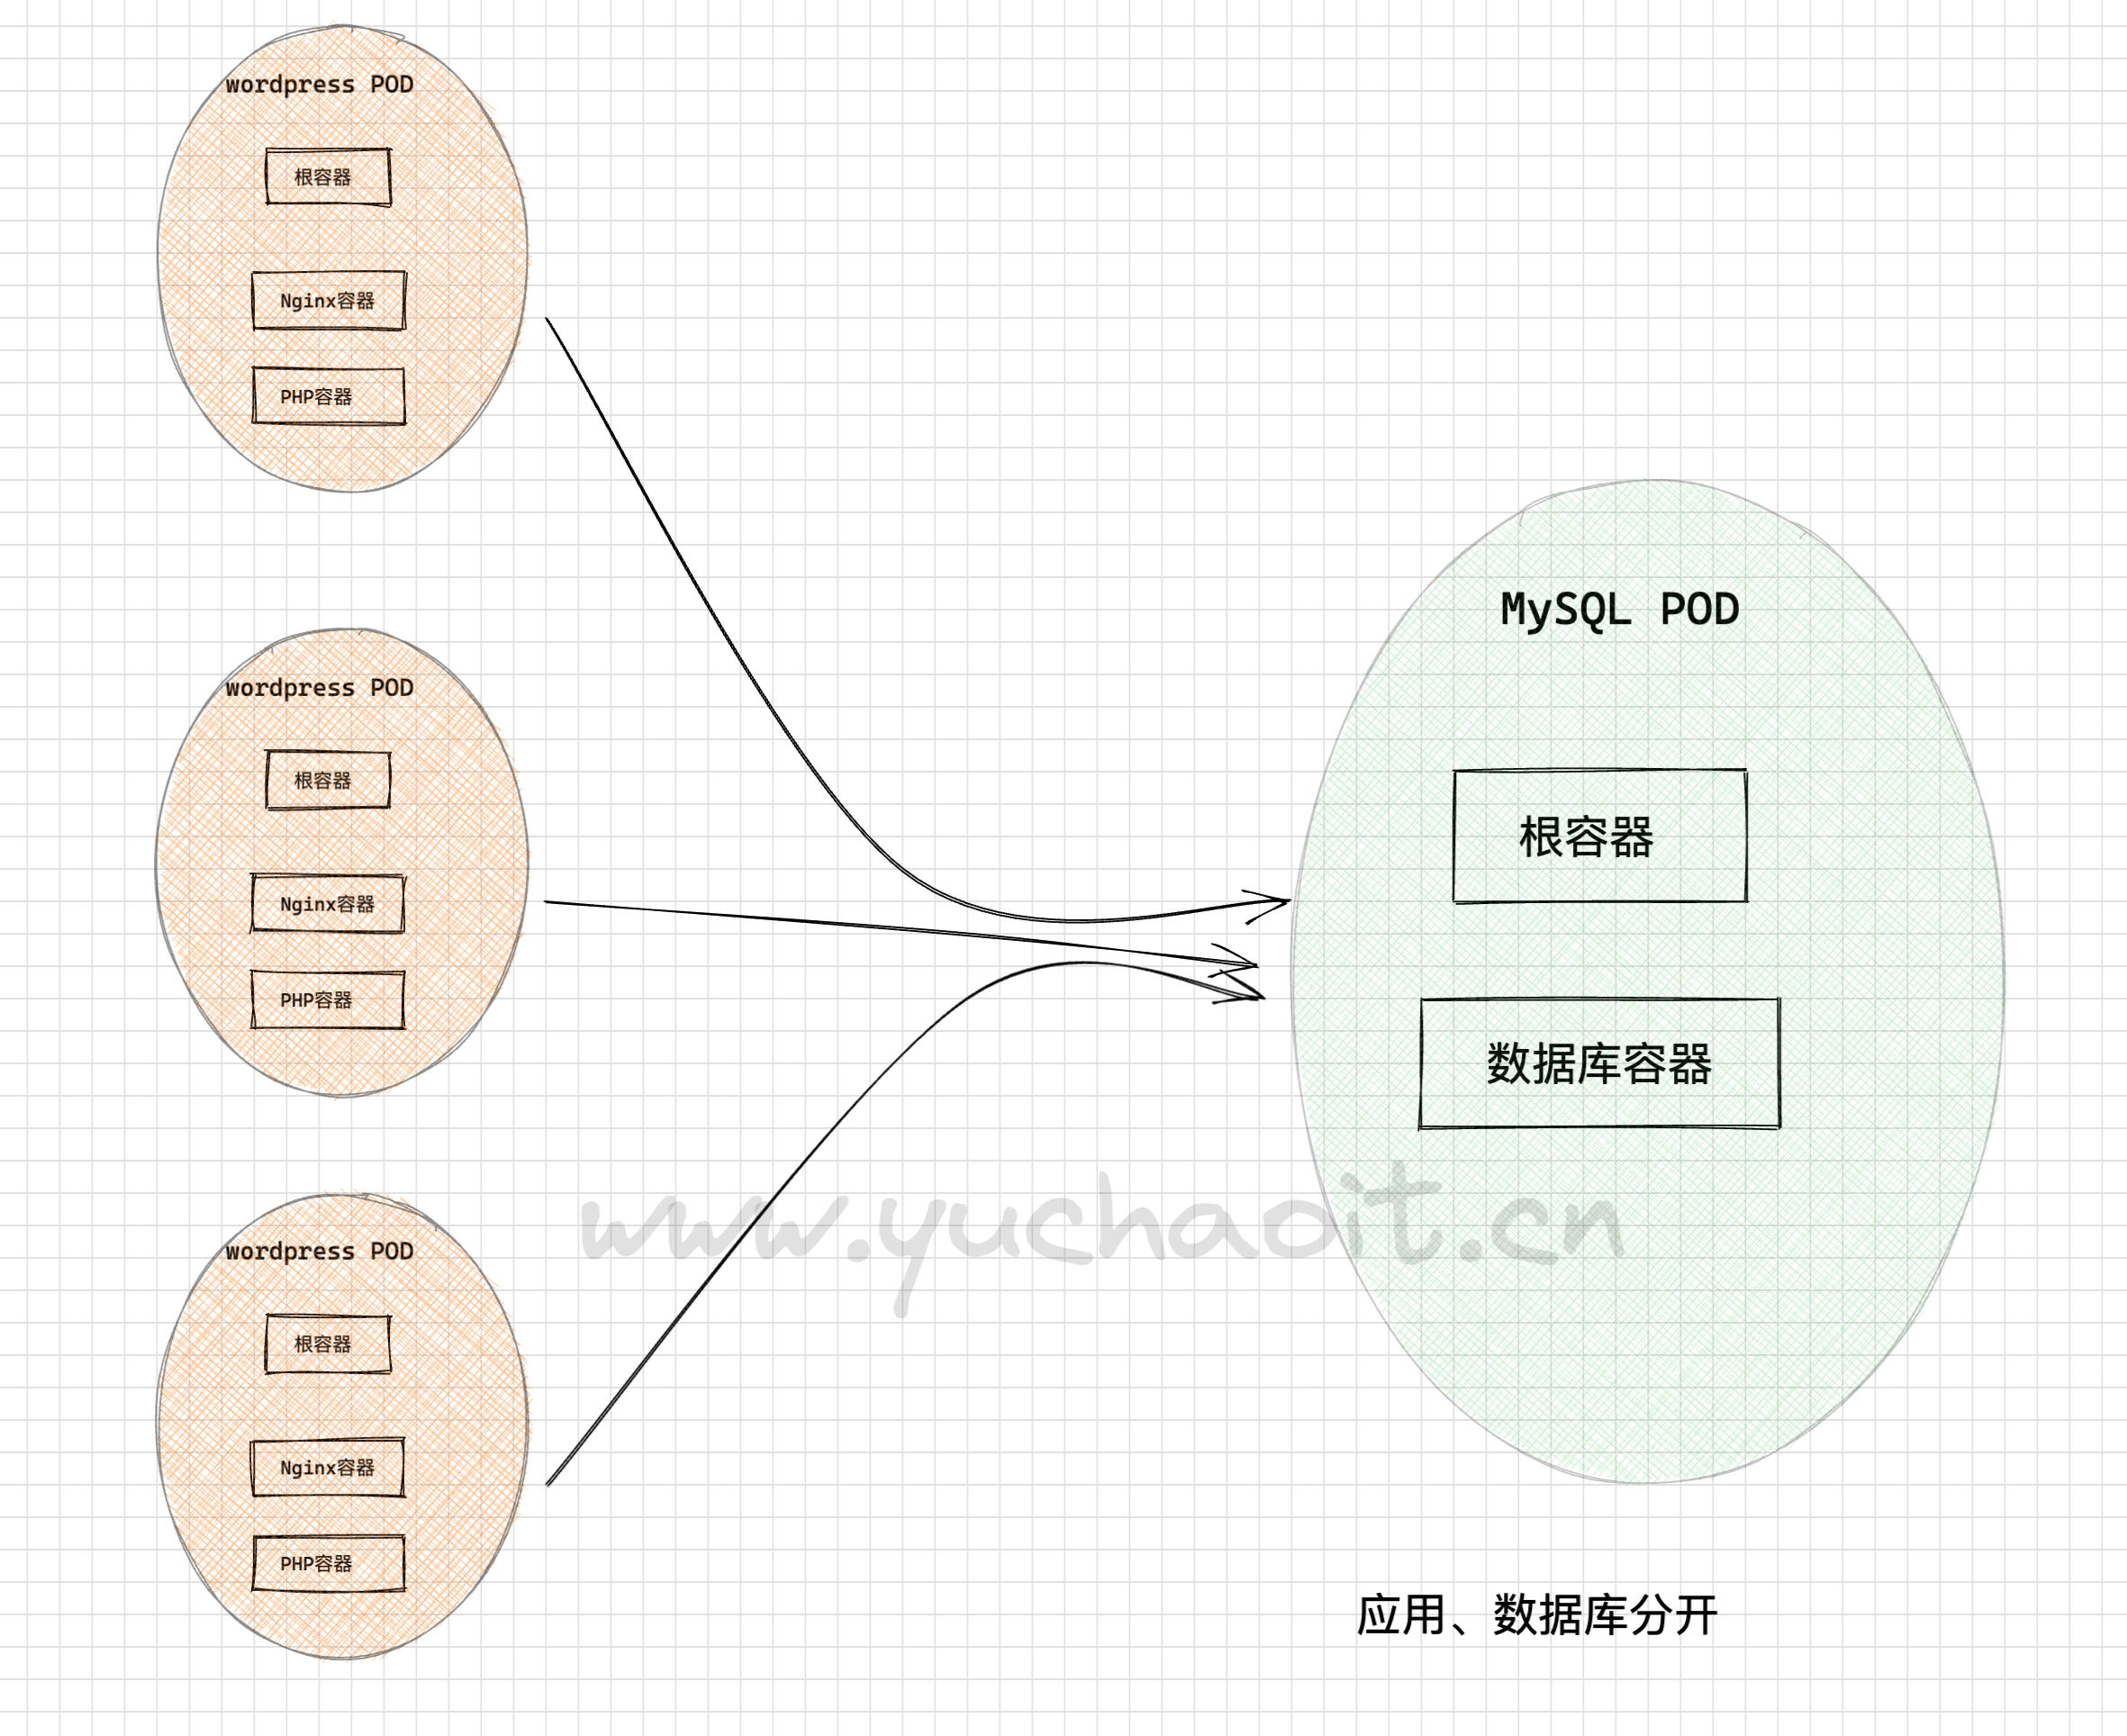 wordpress POD
根容器
Nginx容器
PHP容器
wordpress POD
根容器
Nginx容器
PHP容器
wordpress POD
根容器
Nginx容器
PHP容器
MySQL POD
根容器
数据库容器
www.yuchaoit.cn
应用、数据库分开